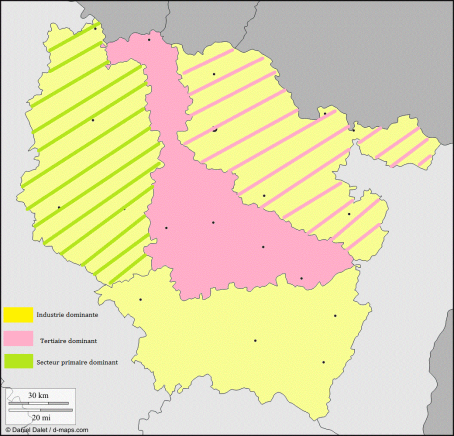 Industrie dominante
Tertiaire dominant
Secteur primaire dominant
30 km
20 mi
© Daniel Dalet / d-maps.com